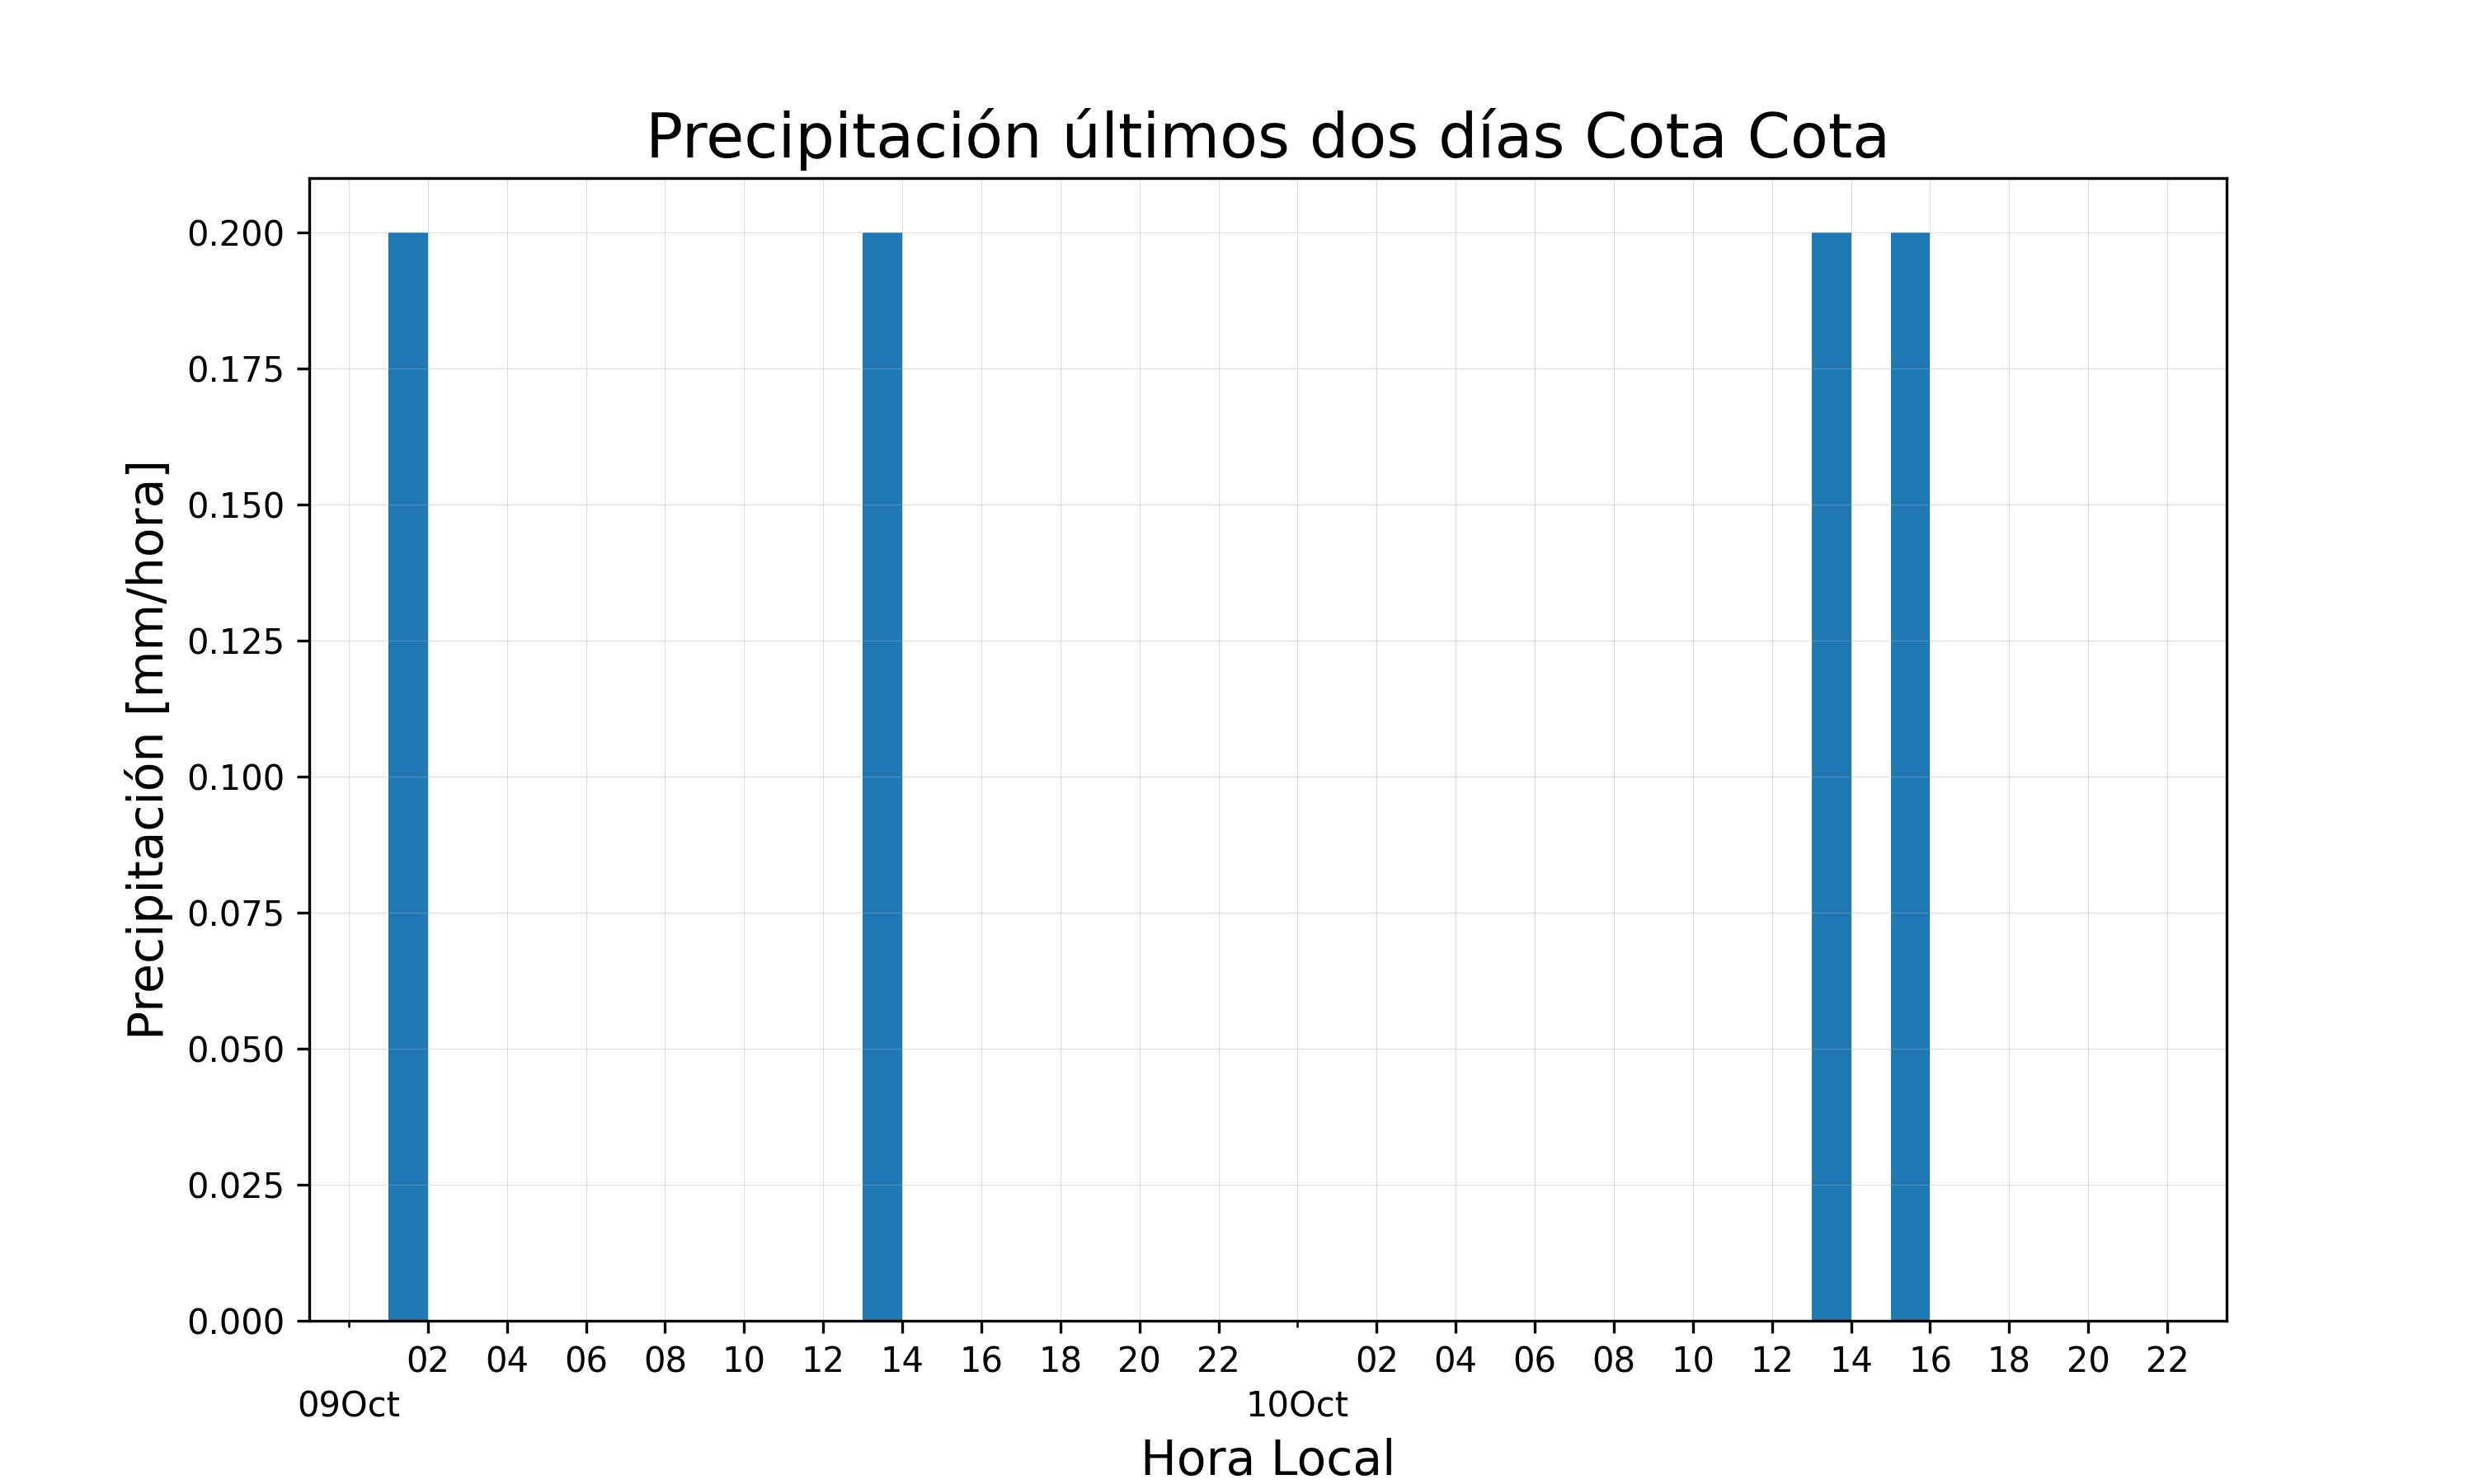 Precipitación últimos dos días Cota Cota
Precipitación [mm/hora]
0.200
0.175
0.150
0.125
0.100
0.075
0.050
0.025
0.000
02 04 06 08 10 12 14 16 18 20 22 02 04 06 08 10 12 14 16 18 20 22
09Oct 10Oct
Hora Local